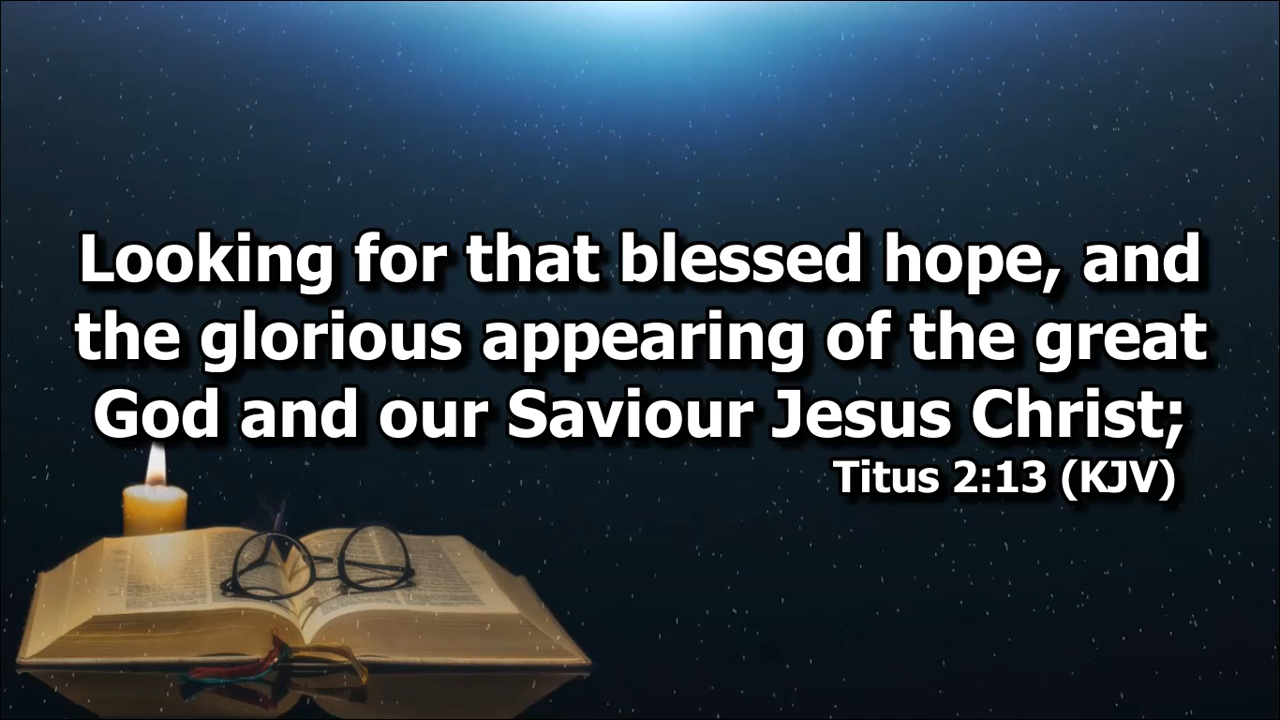 Looking for that blessed hope, and
the glorious appearing of the great
God and our Saviour Jesus Christ;
Titus 2:13 (KJV)